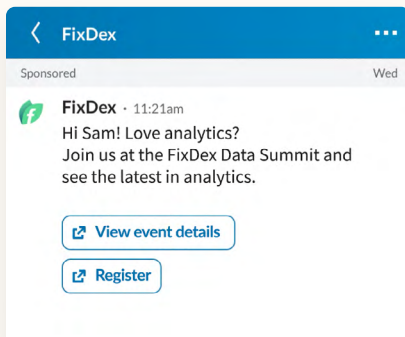 FixDex
Sponsored Wed
FixDex · 11:21am
Hi Sam! Love analytics?
Join us at the FixDex Data Summit and
see the latest in analytics.
View event details
Register